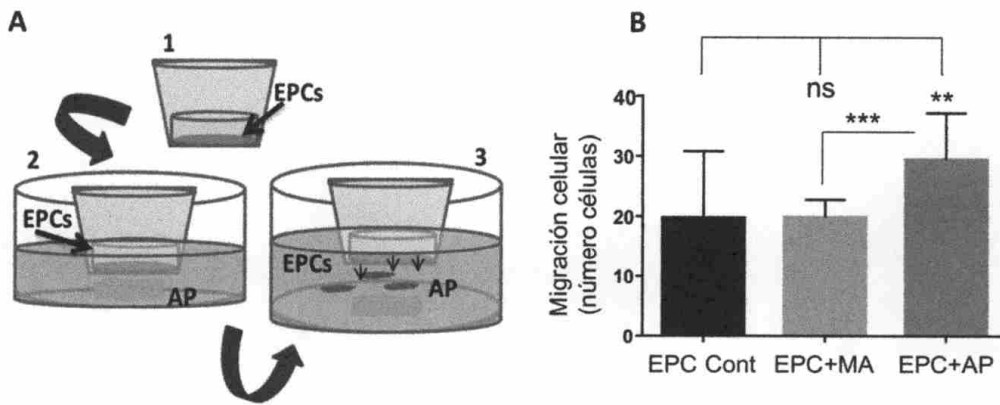 A
1
EPCs
2
3
EPCs
AP
EPCs
AP
B
ns
**
***
Migración celular
(número células)
40
30
20
10
0
EPC Cont
EPC+MA
EPC+AP